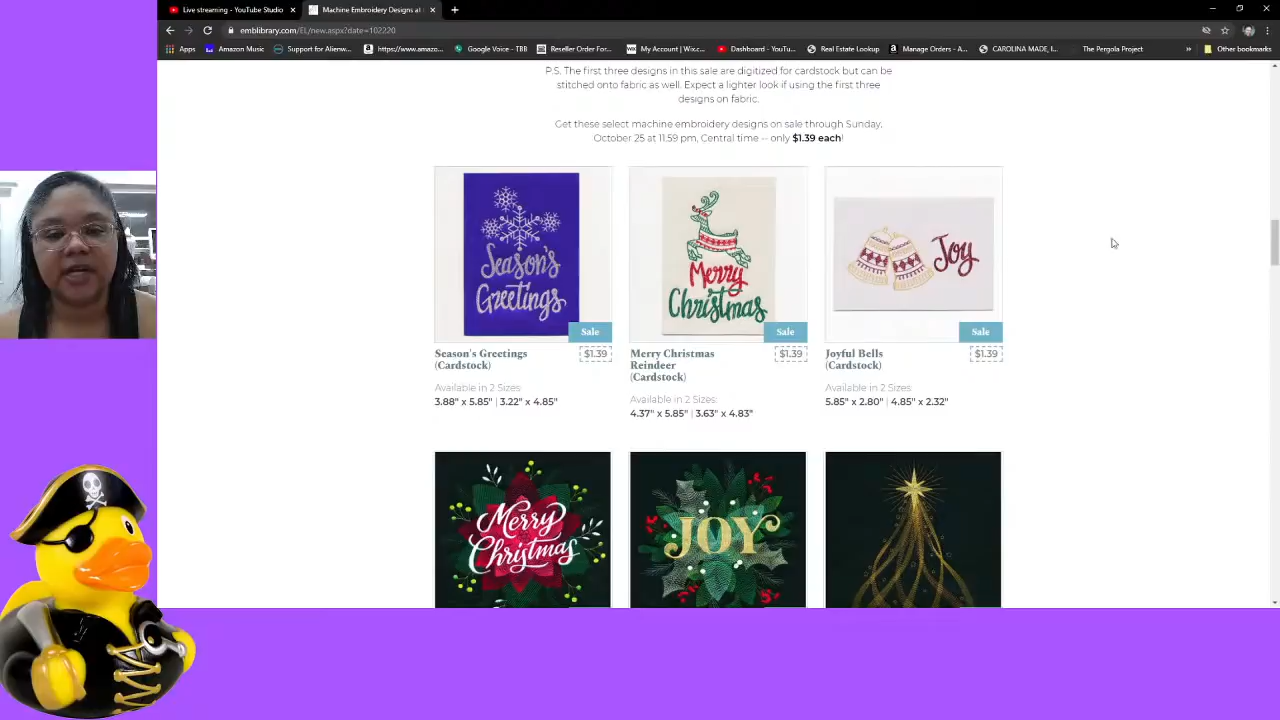 Live streaming - YouTube Studio
Machine Embroidery Designs at
emblibrary.com/EL/new.aspx?date=102220
Apps
Amazon Music
Support for Alienw...
https://www.amazo...
Google Voice - TBB
Reseller Order For...
My Account | Wix.c...
Dashboard - YouTu...
Real Estate Lookup
Manage Orders - A...
CAROLINA MADE, I...
The Pergola Project
»
Other bookmarks
P.S. The first three designs in this sale are digitized for cardstock but can be
stitched onto fabric as well. Expect a lighter look if using the first three
designs on fabric.
Get these select machine embroidery designs on sale through Sunday,
October 25 at 11:59 pm, Central time -- only $1.39 each!
Season's
Greetings
Merry
Christmas
Joy
Sale
Sale
Sale
Season's Greetings
(Cardstock)
$1.39
Available in 2 Sizes:
3.88" x 5.85" | 3.22" x 4.85"
Merry Christmas
Reindeer
(Cardstock)
$1.39
Available in 2 Sizes:
4.37" x 5.85" | 3.63" x 4.83"
Joyful Bells
(Cardstock)
$1.39
Available in 2 Sizes:
5.85" x 2.80" | 4.85" x 2.32"
Merry
Christmas
JOY